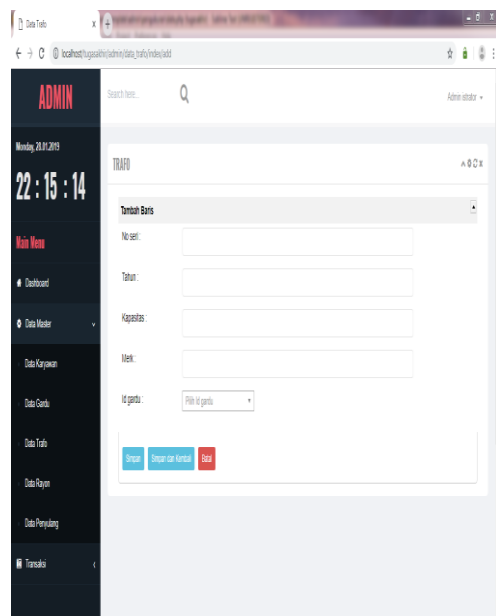 Data Trafo
localhost/tugasakhir/admin/data_trafo/index/add
ADMIN
Search here...
Administrator
Monday, 28.01.2019
22 : 15 : 14
Main Menu
Dashboard
Data Master
Data Karyawan
Data Gardu
Data Trafo
Data Rayon
Data Penyulang
Transaksi
TRAFO
Tambah Baris
No seri :
Tahun :
Kapasitas :
Merk :
Id gardu :
Pilih Id gardu
Simpan
Simpan dan Kembali
Batal